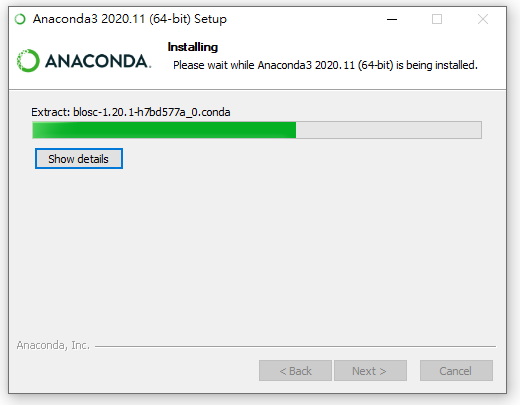 Anaconda3 2020.11 (64-bit) Setup
Installing
Please wait while Anaconda3 2020.11 (64-bit) is being installed.
ANACONDA.
Extract: blosc-1.20.1-h7bd577a_0.conda
Show details
Anaconda, Inc.
< Back
Next >
Cancel